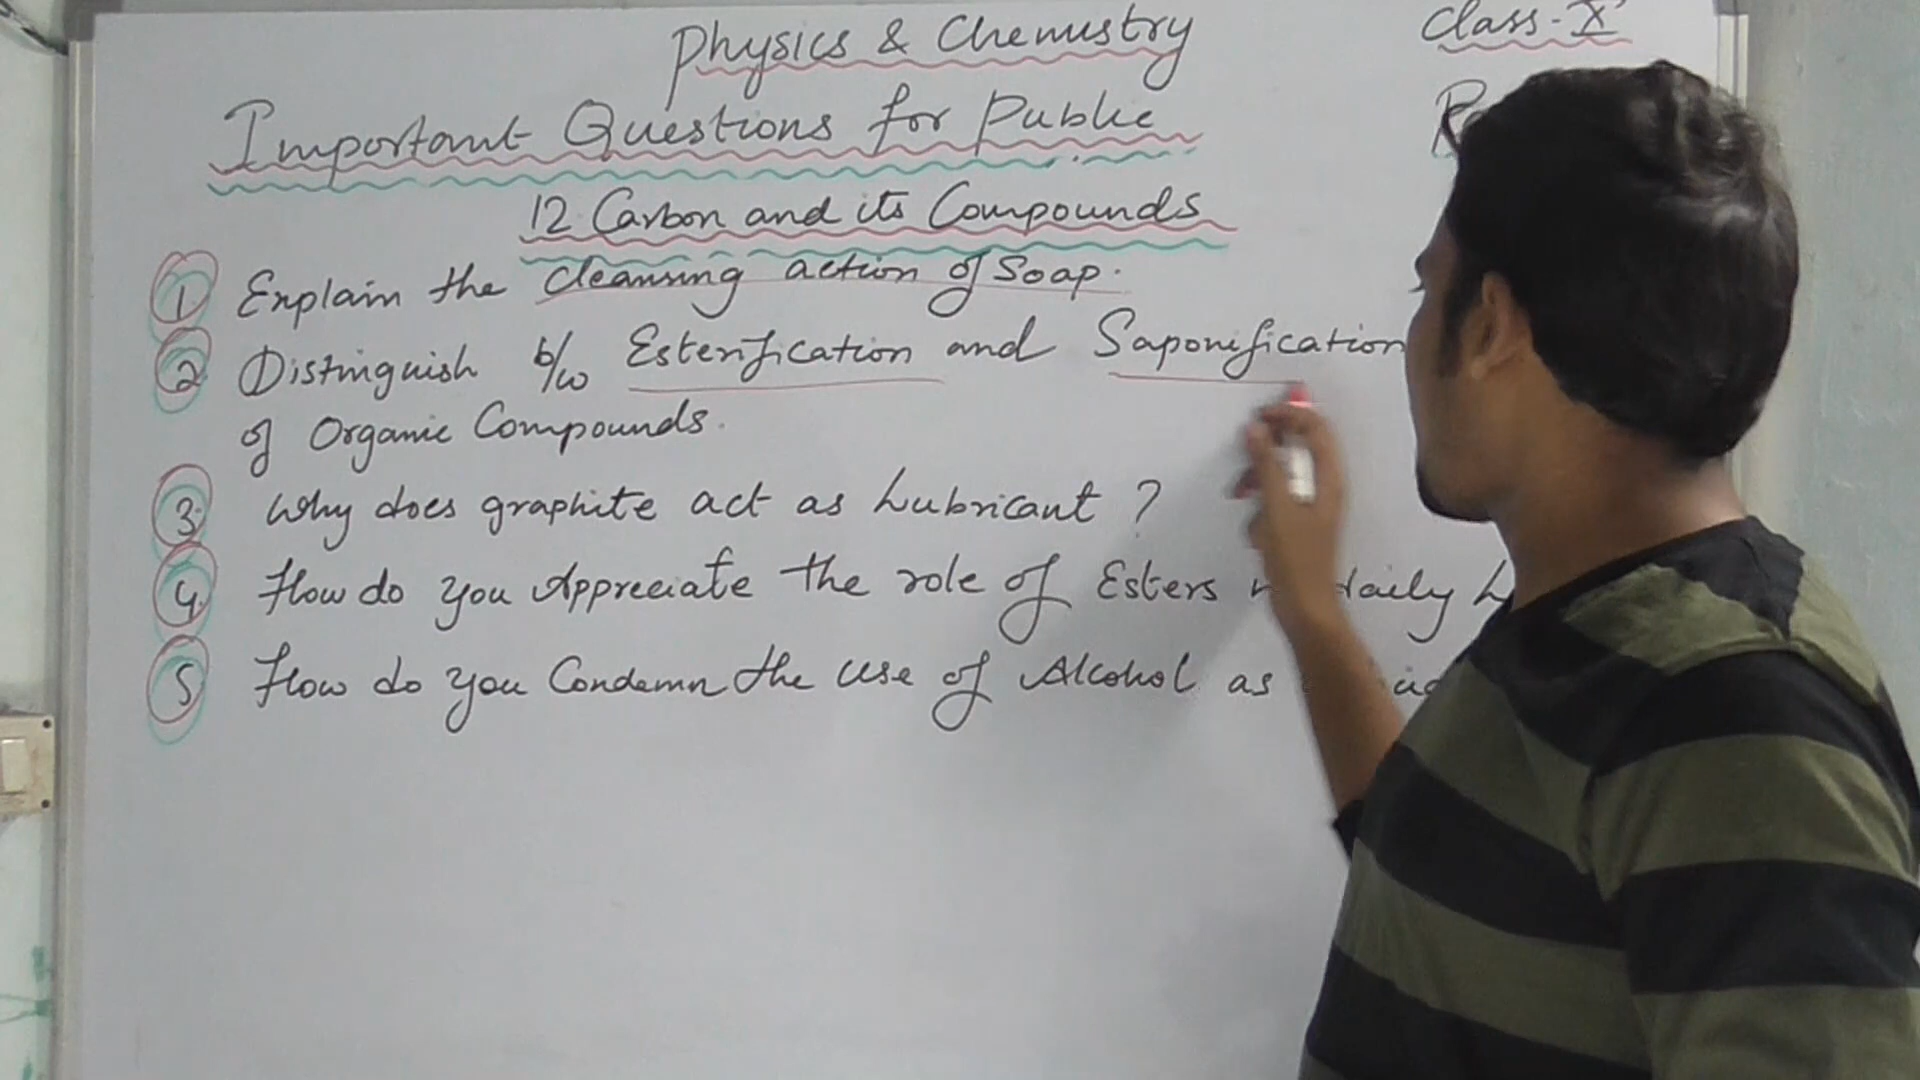 Physics & Chemistry
Class-X
Important Questions for Public
12. Carbon and its Compounds
1 Explain the cleansing action of Soap.
2. Distinguish b/w Esterification and Saponification
of Organic Compounds.
3. Why does graphite act as Lubricant ?
4. How do you Appreciate the role of Esters daily
5 How do you Condemn the use of Alcohol as